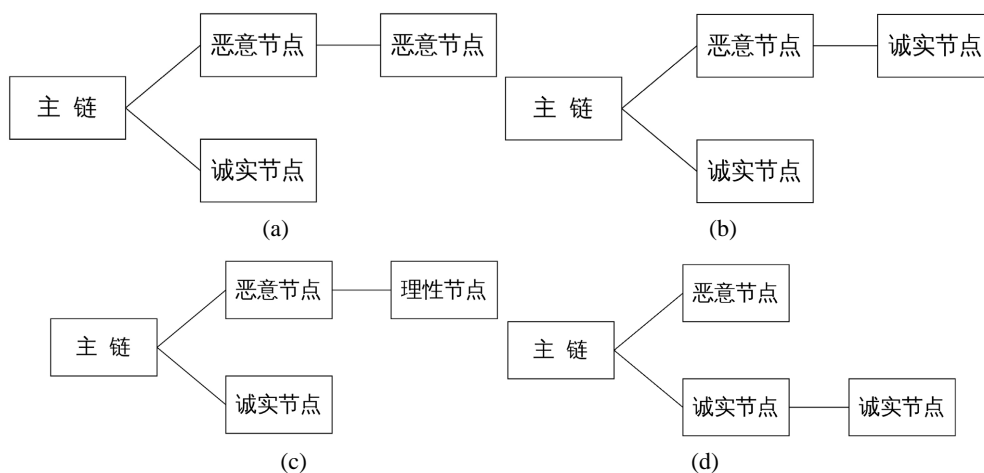 恶意节点 恶意节点
主 链
诚实节点
(a)
恶意节点 诚实节点
主 链
诚实节点
(b)
恶意节点 理性节点
主 链
诚实节点
(c)
恶意节点
主 链
诚实节点 诚实节点
(d)